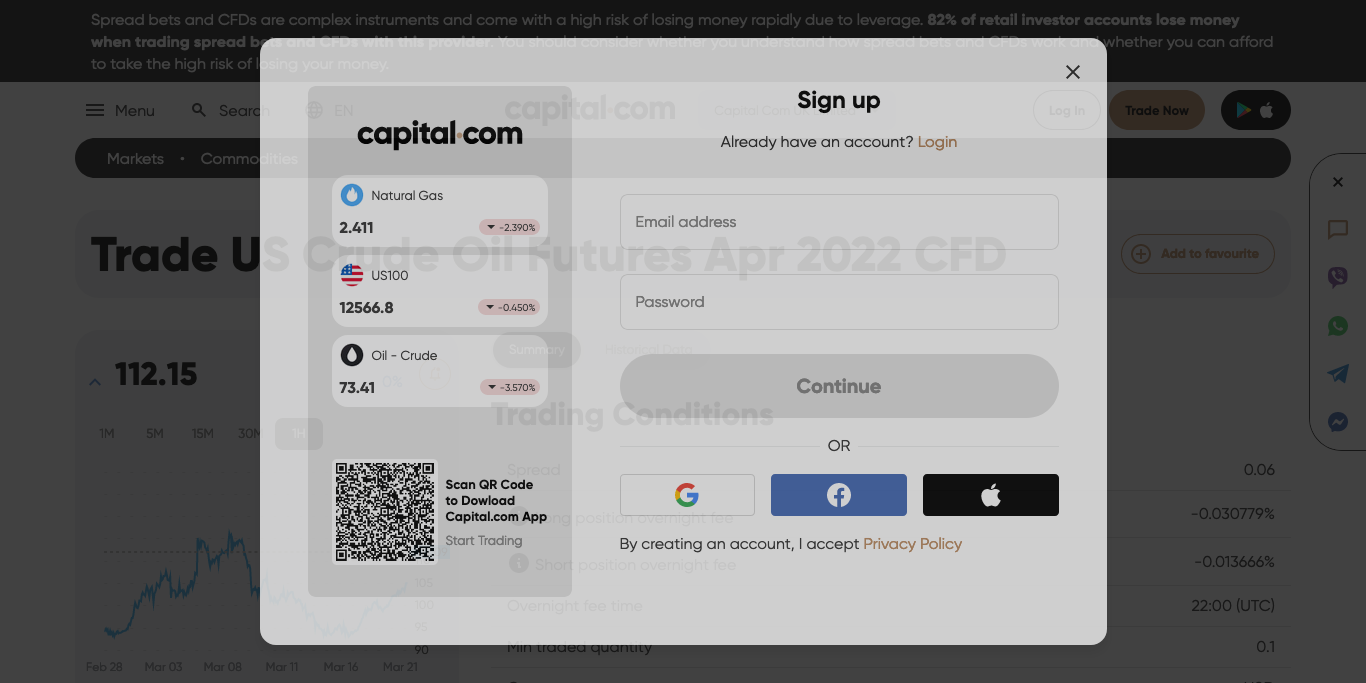 Spread bets and CFDs are complex instruments and come with a high risk of losing money rapidly due to leverage. 82% of retail investor accounts lose money
when trading spread bets and CFDs with this provider. You should consider whether you understand how spread bets and CFDs work and whether you can afford
to take the high risk of losing your money.
Menu
Search
EN
capital.com
Capital Com
Log In
Trade Now
Markets • Commodities
Trade US Crude Oil Futures Apr 2022 CFD
Add to favourite
112.15
1M 5M 15M 30M 1H
Summary
Historical Data
Trading Conditions
Spread
0.06
Long position overnight fee
-0.030779%
Short position overnight fee
-0.013666%
Overnight fee time
22:00 (UTC)
Min traded quantity
0.1
105
100
95
90
Feb 28 Mar 03 Mar 08 Mar 11 Mar 16 Mar 21
capital.com
Natural Gas
2.411
-2.390%
US100
12566.8
-0.450%
Oil - Crude
73.41
-3.570%
Scan QR Code
to Dowload
Capital.com App
Start Trading
Sign up
Already have an account? Login
Email address
Password
Continue
OR
By creating an account, I accept Privacy Policy